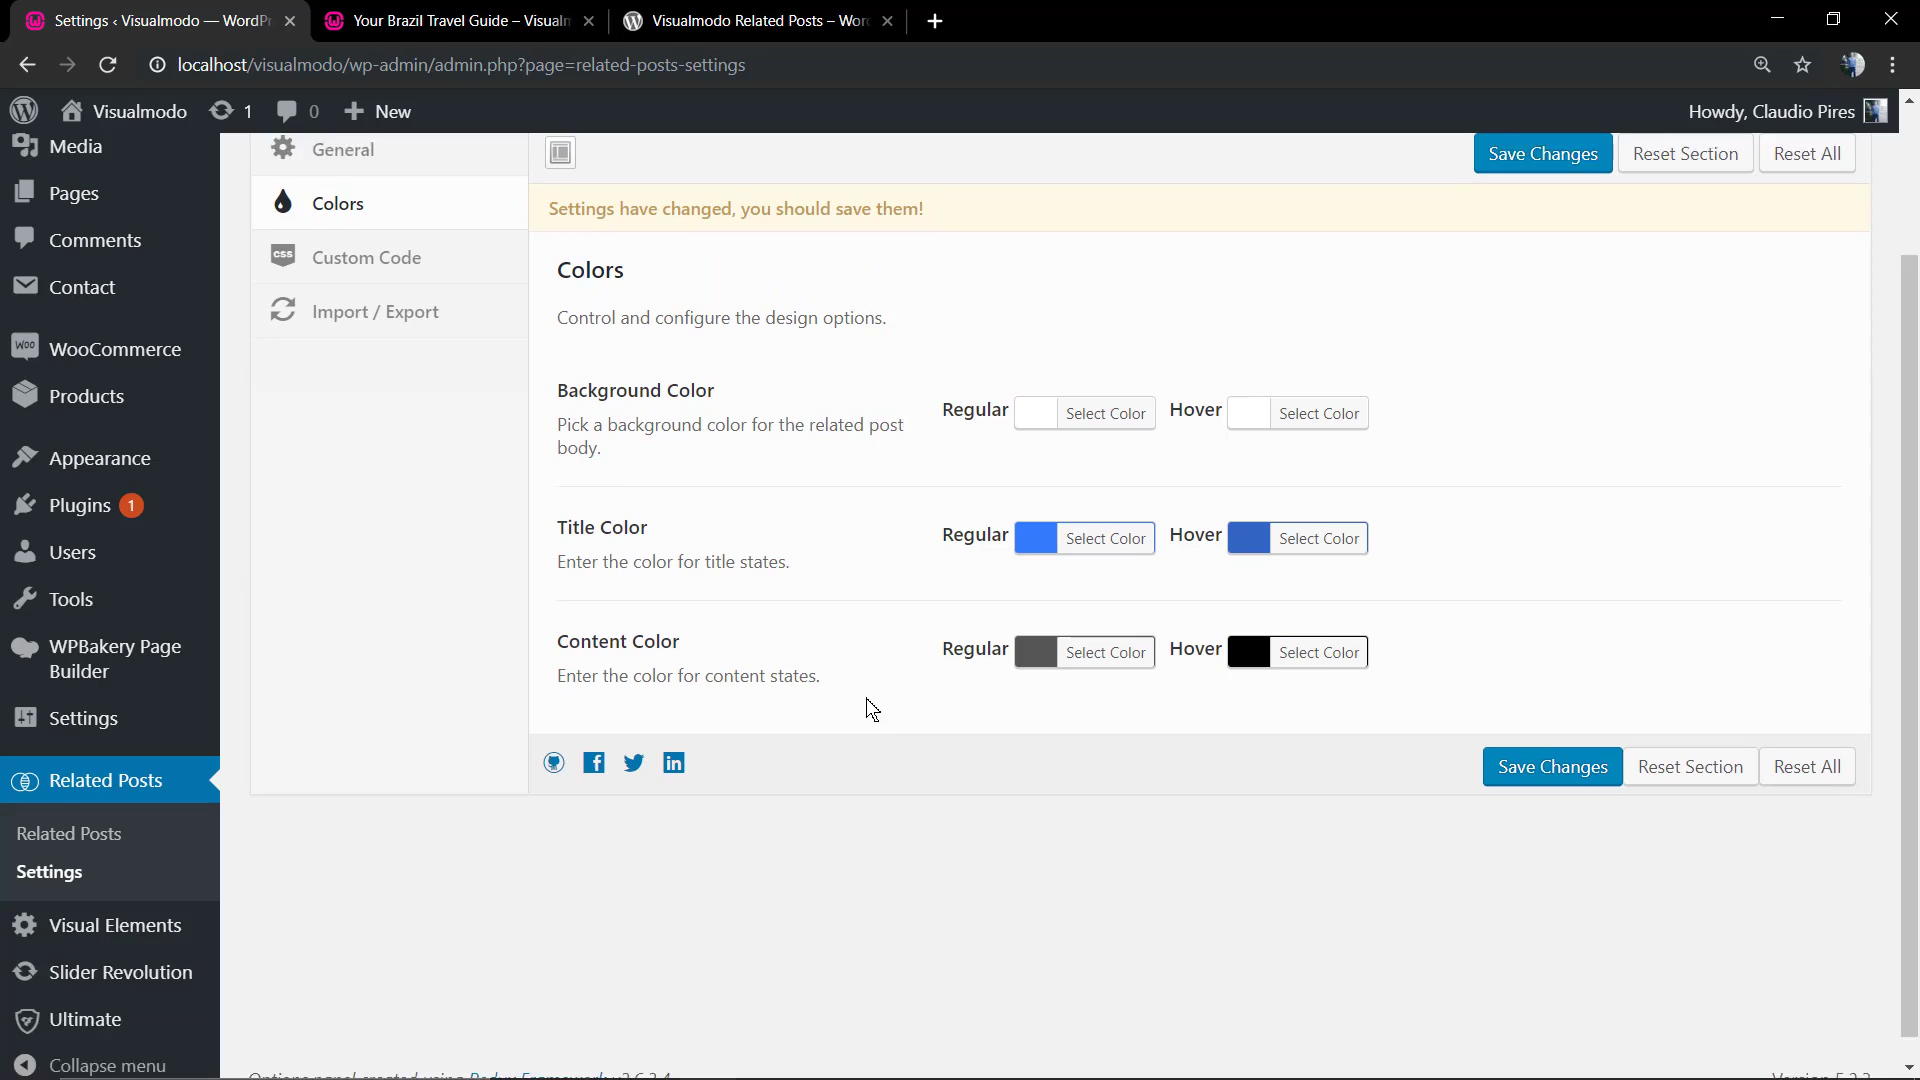 Settings ‹ Visualmodo — WordPr
Your Brazil Travel Guide – Visualm
Visualmodo Related Posts – Wor
localhost/visualmodo/wp-admin/admin.php?page=related-posts-settings
Visualmodo
1
0
New
Howdy, Claudio Pires
Media
Pages
Comments
Contact
Woo
WooCommerce
Products
Appearance
Plugins 1
Users
Tools
WPBakery Page
Builder
Settings
Related Posts
Related Posts
Settings
Visual Elements
Slider Revolution
Ultimate
Collapse menu
General
Colors
css
Custom Code
Import / Export
Save Changes
Reset Section
Reset All
Settings have changed, you should save them!
Colors
Control and configure the design options.
Background Color
Pick a background color for the related post
body.
Regular Select Color Hover Select Color
Title Color
Enter the color for title states.
Regular Select Color Hover Select Color
Content Color
Enter the color for content states.
Regular Select Color Hover Select Color
Save Changes
Reset Section
Reset All